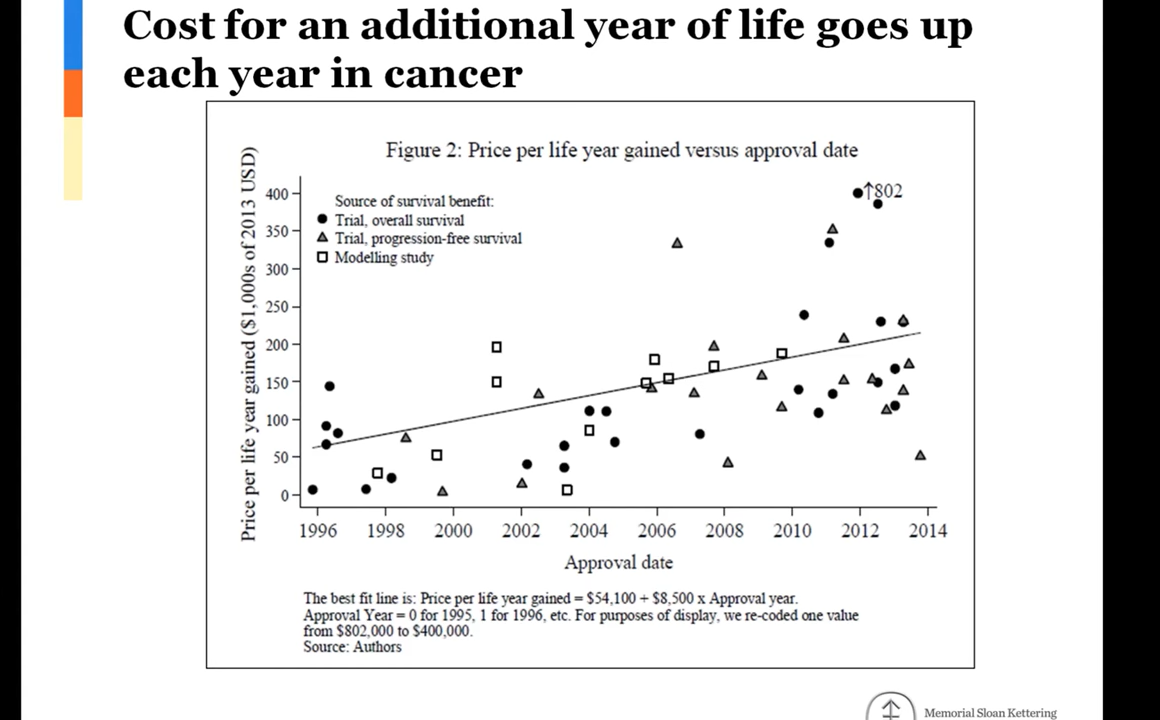 Cost for an additional year of life goes up
each year in cancer
Figure 2: Price per life year gained versus approval date
Price per life year gained ($1,000s of 2013 USD)
400
350
300
250
200
150
100
50
0
Source of survival benefit:
Trial, overall survival
Trial, progression-free survival
Modelling study
↑802
1996 1998 2000 2002 2004 2006 2008 2010 2012 2014
Approval date
The best fit line is: Price per life year gained = $54,100 + $8,500 x Approval year.
Approval Year = 0 for 1995, 1 for 1996, etc. For purposes of display, we re-coded one value
from $802,000 to $400,000.
Source: Authors
Memorial Sloan Kettering